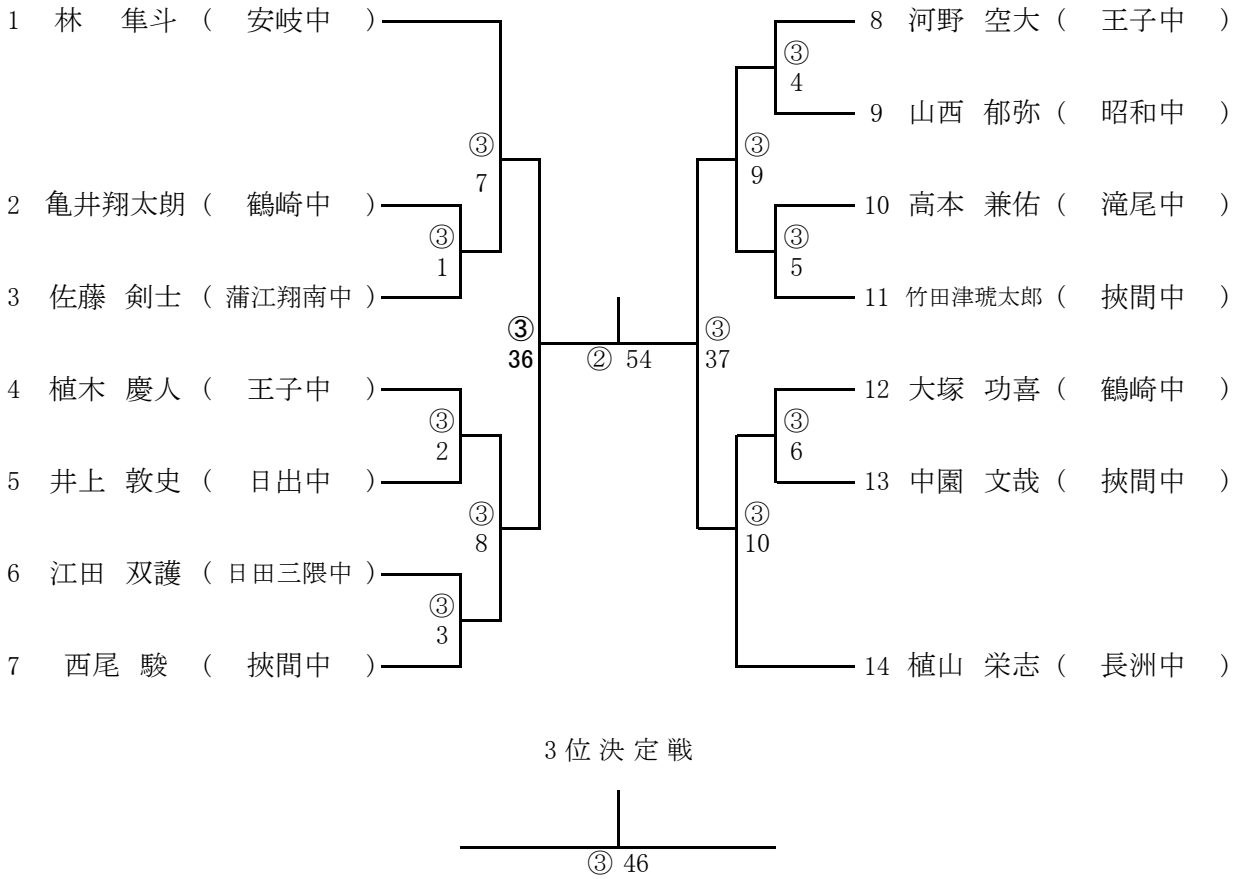 1 林 隼斗 ( 安岐中 )
③
7
2 亀井翔太朗 ( 鶴崎中 )
③
1
3 佐藤 剣士 ( 蒲江翔南中 )
③
36
4 植木 慶人 ( 王子中 )
③
2
5 井上 敦史 ( 日出中 )
③
8
6 江田 双護 ( 日田三隈中 )
③
3
7 西尾 駿 ( 挾間中 )
② 54
8 河野 空大 ( 王子中 )
③
4
9 山西 郁弥 ( 昭和中 )
③
9
10 高本 兼佑 ( 滝尾中 )
③
5
11 竹田津琥太郎 ( 挾間中 )
③
37
12 大塚 功喜 ( 鶴崎中 )
③
6
13 中園 文哉 ( 挾間中 )
③
10
14 植山 栄志 ( 長洲中 )
3位決定戦
③ 46